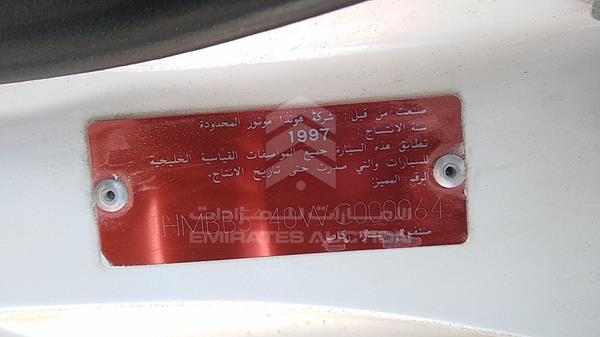 صنعت من قبل: شركة هوندا موتور المحدودة
سنة الانتاج: 1997
تطابق هذه السيارة جميع المواصفات القياسية الخليجية
للسيارات والتي صدرت حتى تاريخ الانتاج.
الرقم المميز:
EMIRATES AUCTION